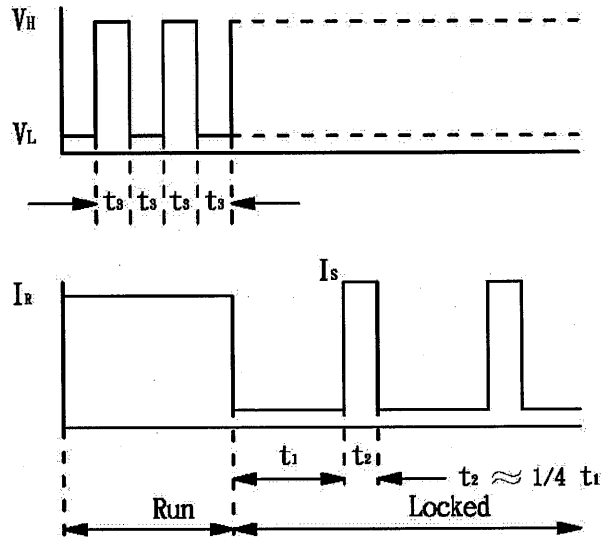 VH
VL
t3 t3 t3 t3
IR
IS
t1 t2 t2 ≈ 1/4 t1
Run Locked